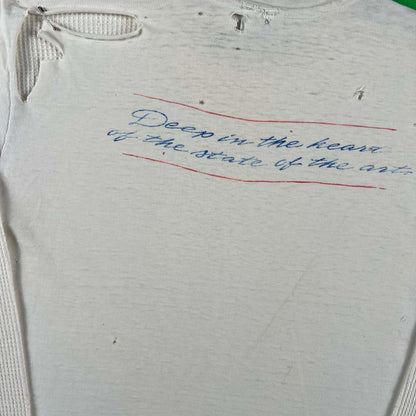 Deep in the heart
of the state of the arts